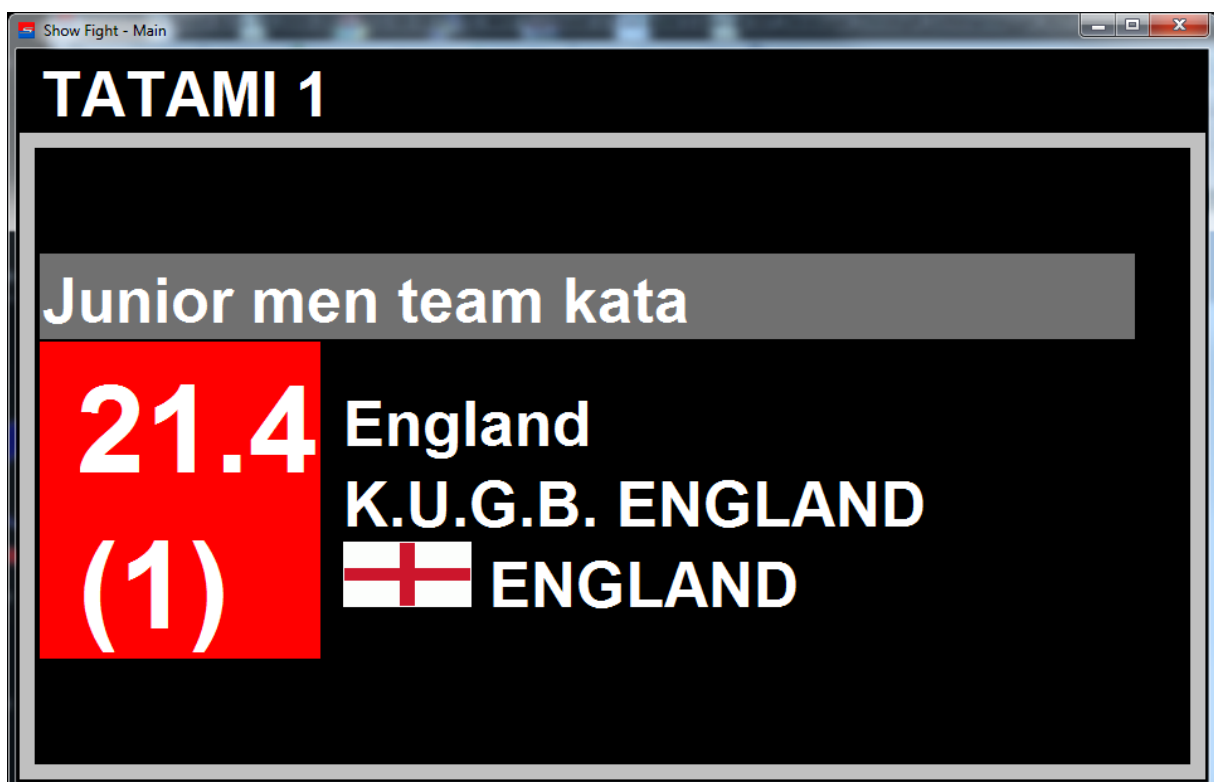 Show Fight - Main
TATAMI 1
Junior men team kata
21.4
(1)
England
K.U.G.B. ENGLAND
ENGLAND